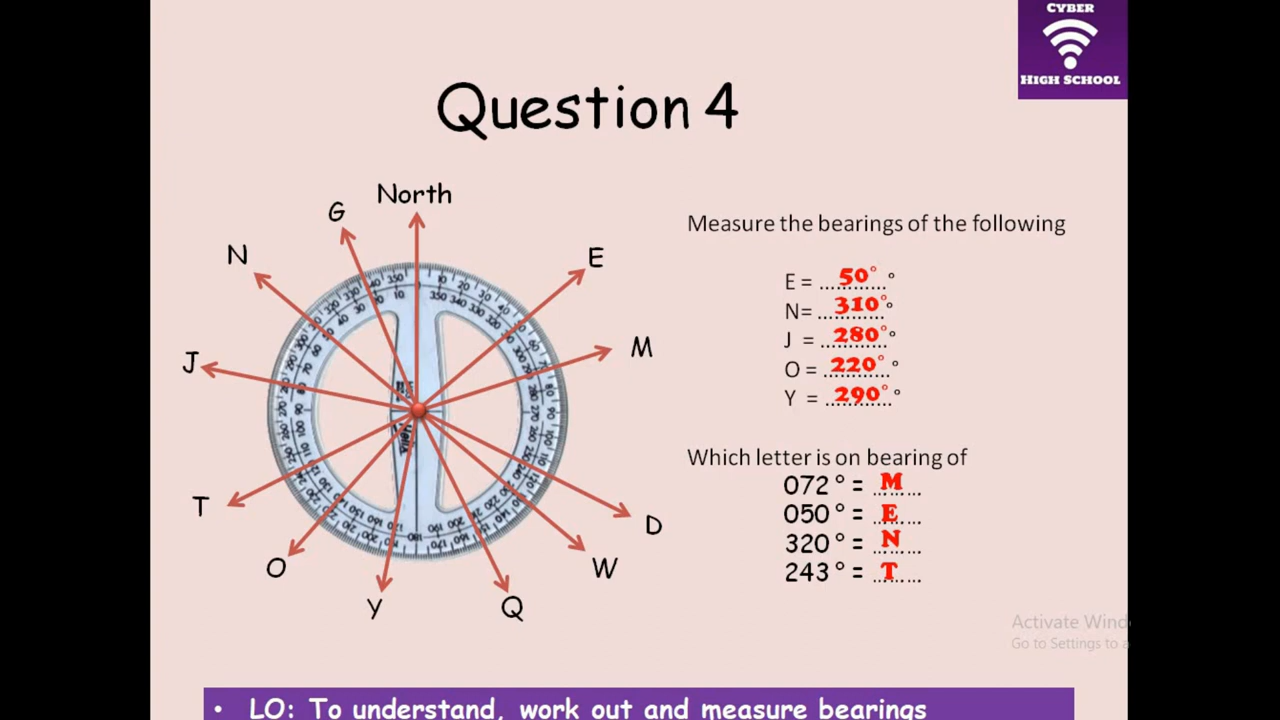 CYBER
HIGH SCHOOL
Question 4
North
G
N
E
J
M
T
D
O
W
Y
Q
Measure the bearings of the following
E = ....50°....°
N= ....310°....°
J = ....280°....°
O = ....220°....°
Y = ....290°....°
Which letter is on bearing of
072° = ...M...
050° = ...E...
320° = ...N...
243° = ...T...
Activate Wind
Go to Settings to a
• LO: To understand, work out and measure bearings